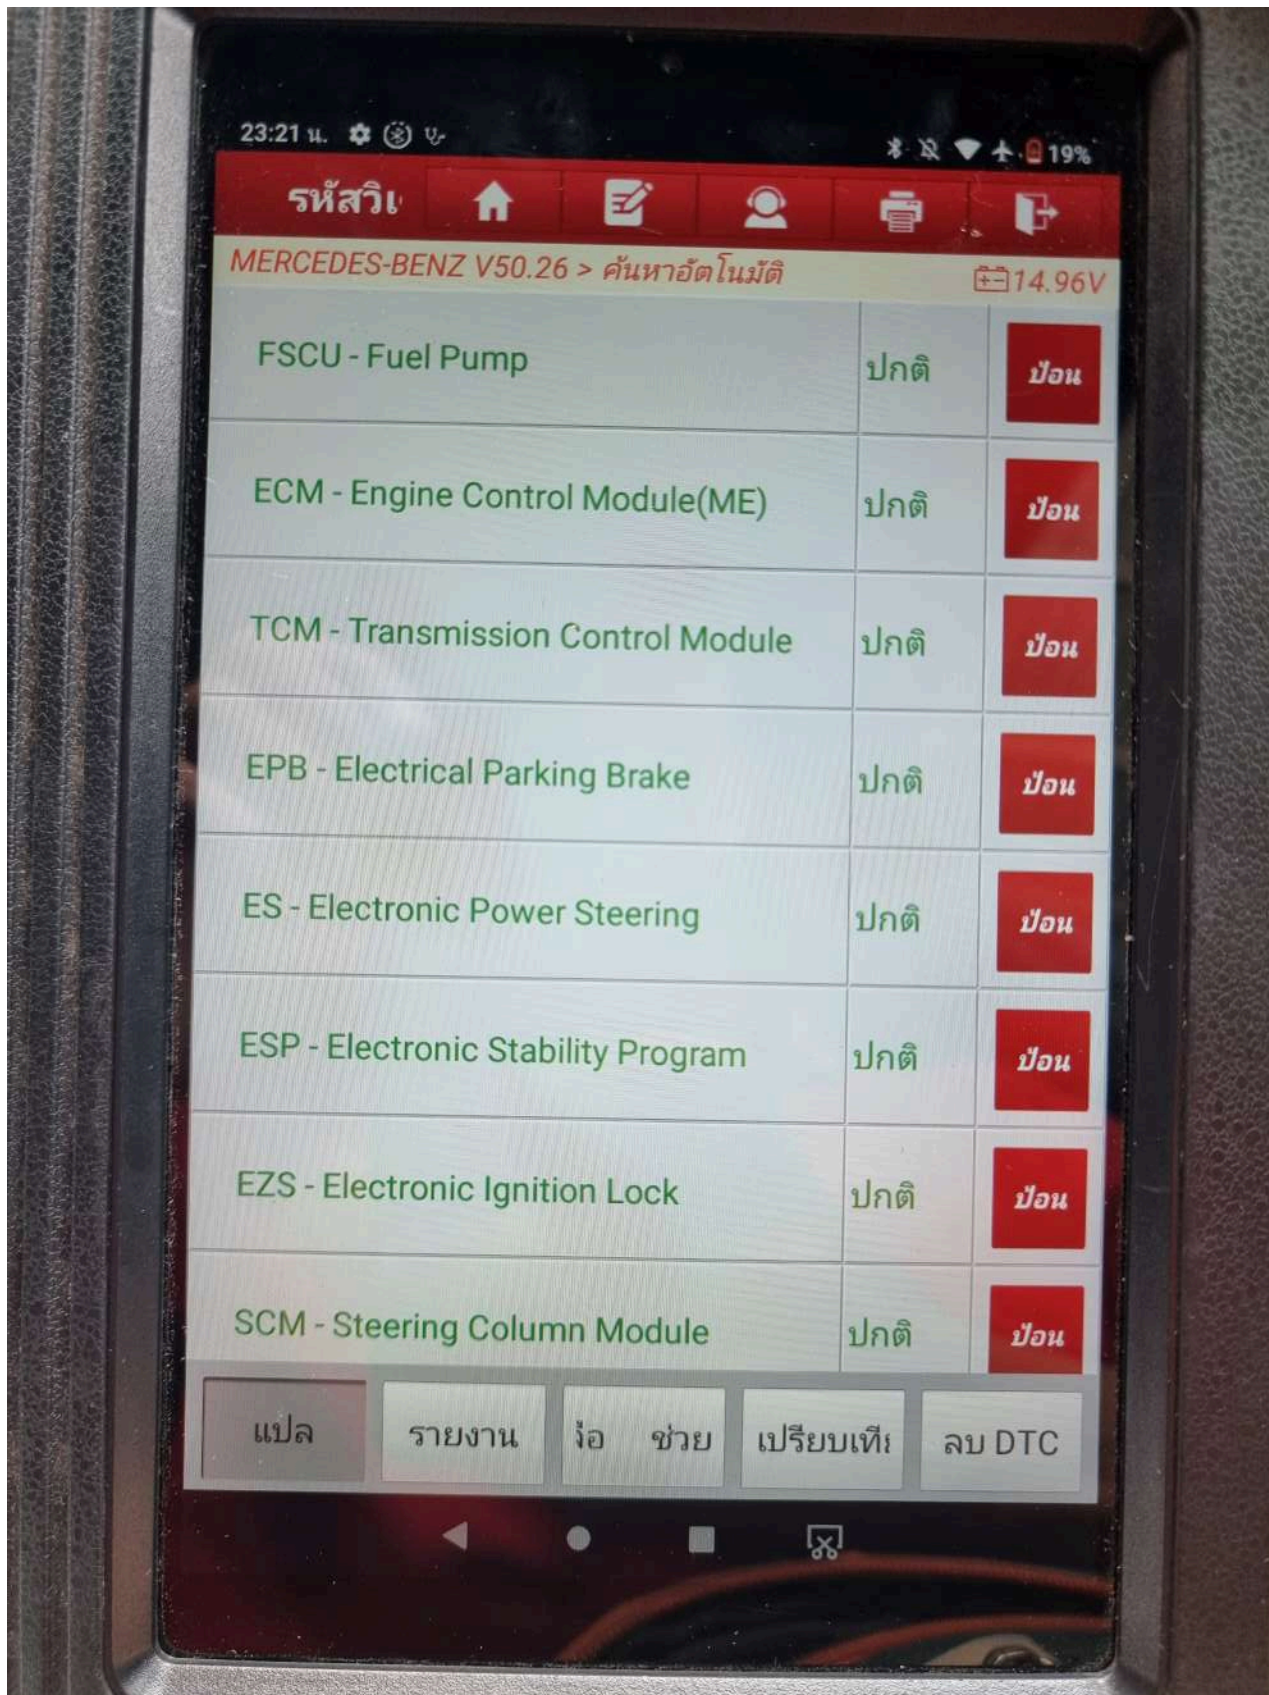 23:21 น. 19%
รหัสวิเ
MERCEDES-BENZ V50.26 > ค้นหาอัตโนมัติ 14.96V
FSCU - Fuel Pump ปกติ ป้อน
ECM - Engine Control Module(ME) ปกติ ป้อน
TCM - Transmission Control Module ปกติ ป้อน
EPB - Electrical Parking Brake ปกติ ป้อน
ES - Electronic Power Steering ปกติ ป้อน
ESP - Electronic Stability Program ปกติ ป้อน
EZS - Electronic Ignition Lock ปกติ ป้อน
SCM - Steering Column Module ปกติ ป้อน
แปล รายงาน ช่วย เปรียบเที ลบ DTC